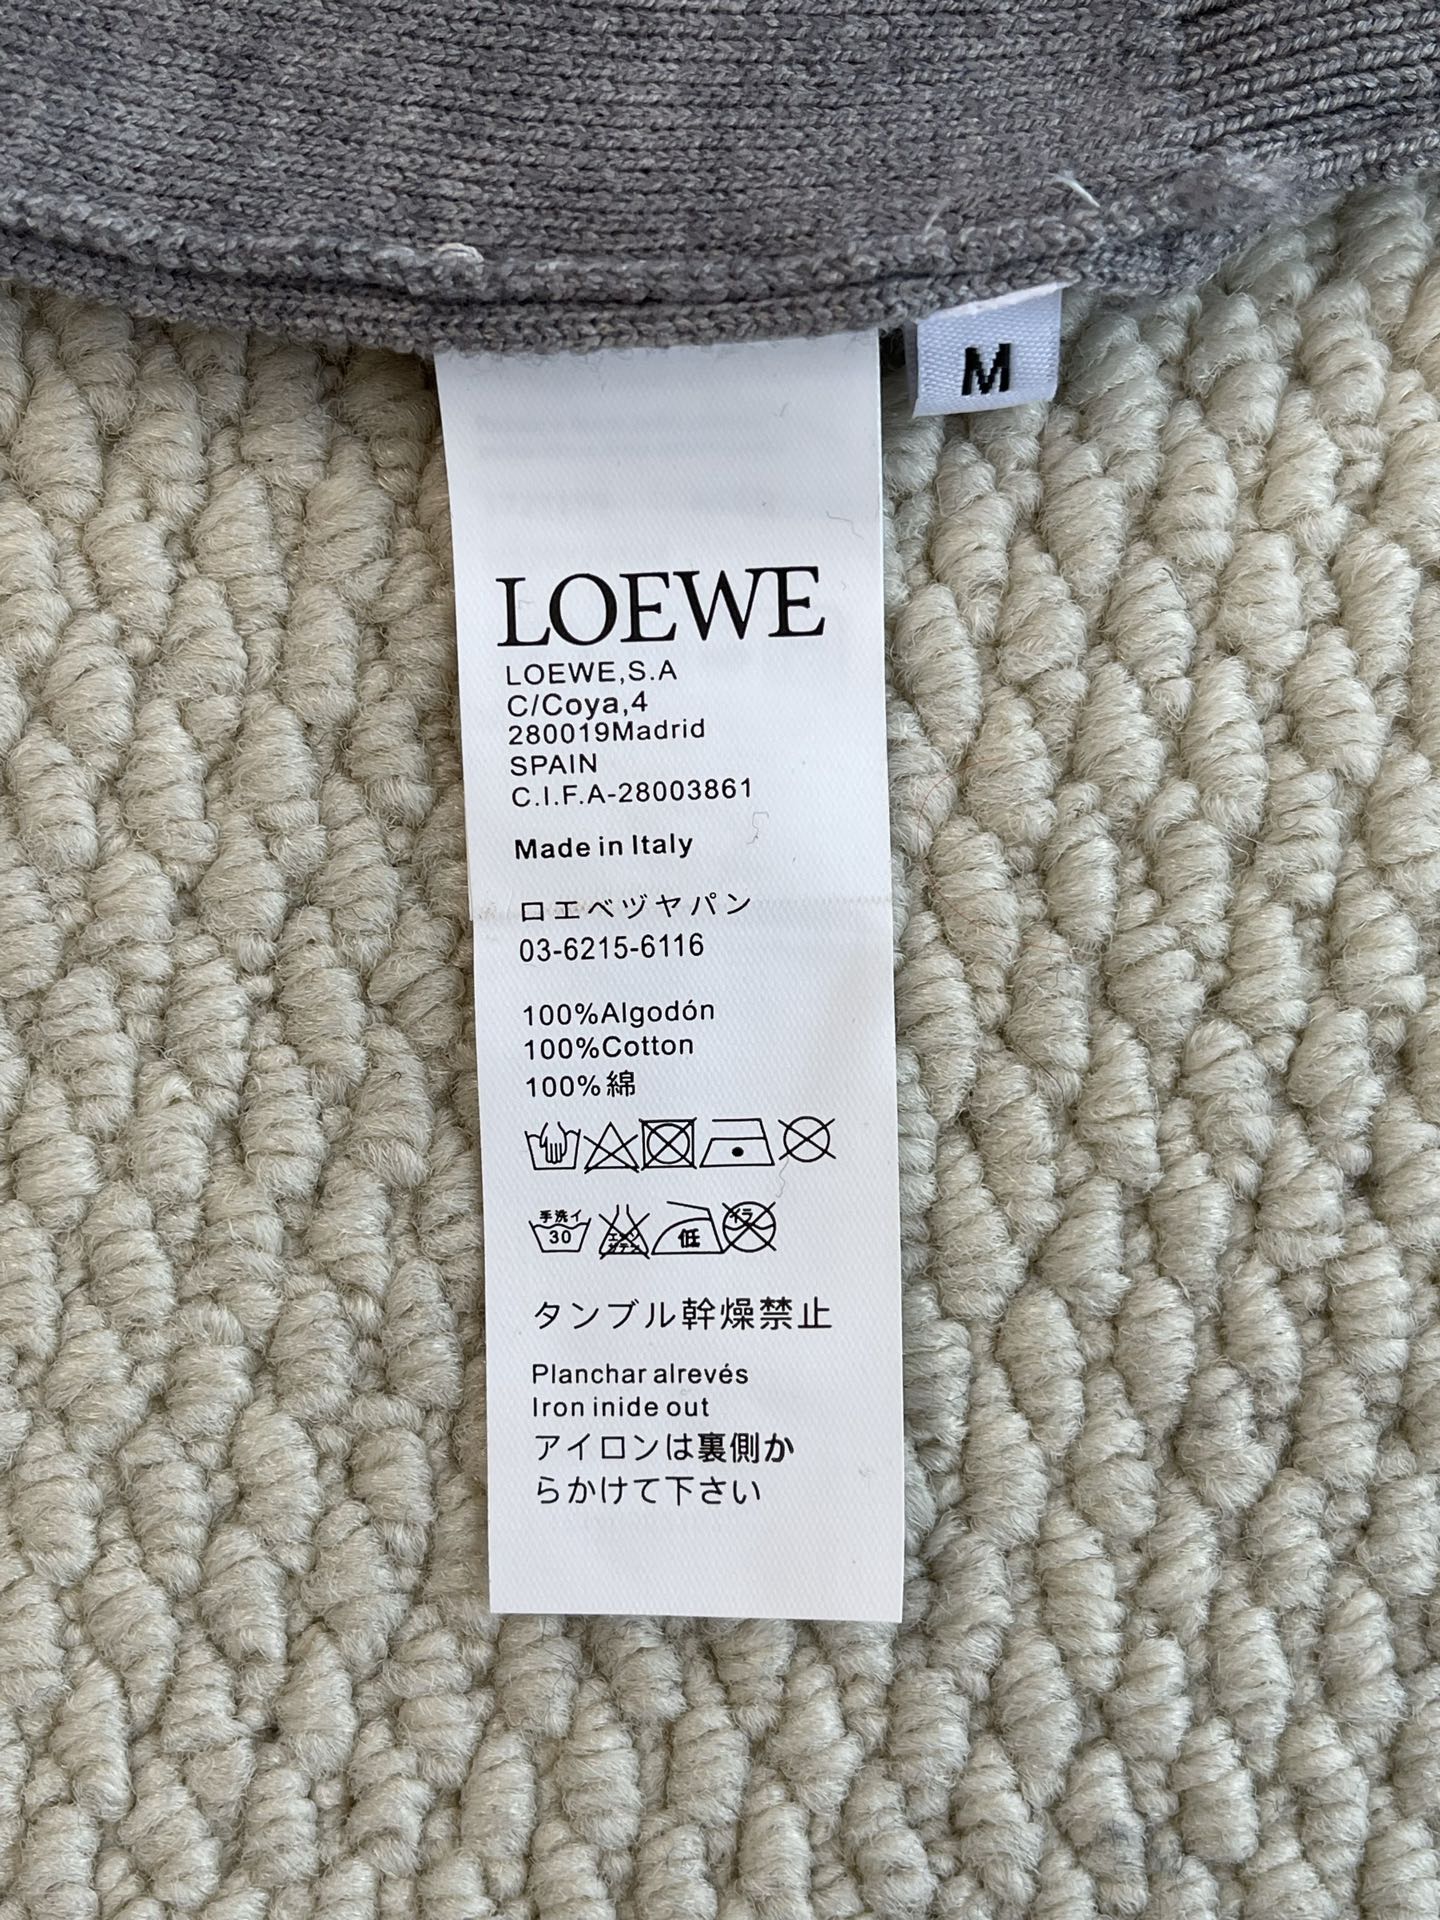 M
LOEWE
LOEWE,S.A
C/Coya,4
280019Madrid
SPAIN
C.I.F.A-28003861
Made in Italy
ロエベヅヤパン
03-6215-6116
100%Algodón
100%Cotton
100%綿
手洗イ
30
低
タンブル幹燥禁止
Planchar alrevés
Iron inide out
アイロンは裏側か
らかけて下さい